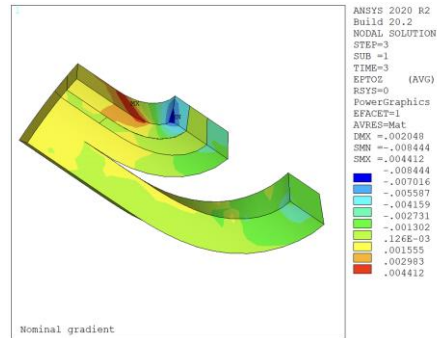 ANSYS 2020 R2
Build 20.2
NODAL SOLUTION
STEP=3
SUB =1
TIME=3
EPTOZ (AVG)
RSYS=0
PowerGraphics
EFACET=1
AVRES=Mat
DMX =.002048
SMN =-.008444
SMX =.004412
-.008444
-.007016
-.005587
-.004159
-.002731
-.001302
.126E-03
.001555
.002983
.004412
MX
Nominal gradient